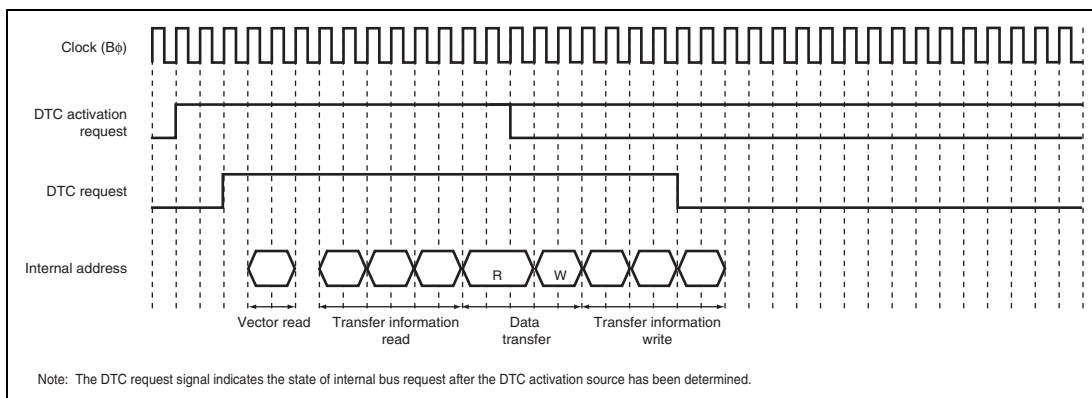 Clock (Bφ)
DTC activation
request
DTC request
Internal address
R
W
Vector read
Transfer information
read
Data
transfer
Transfer information
write
Note: The DTC request signal indicates the state of internal bus request after the DTC activation source has been determined.